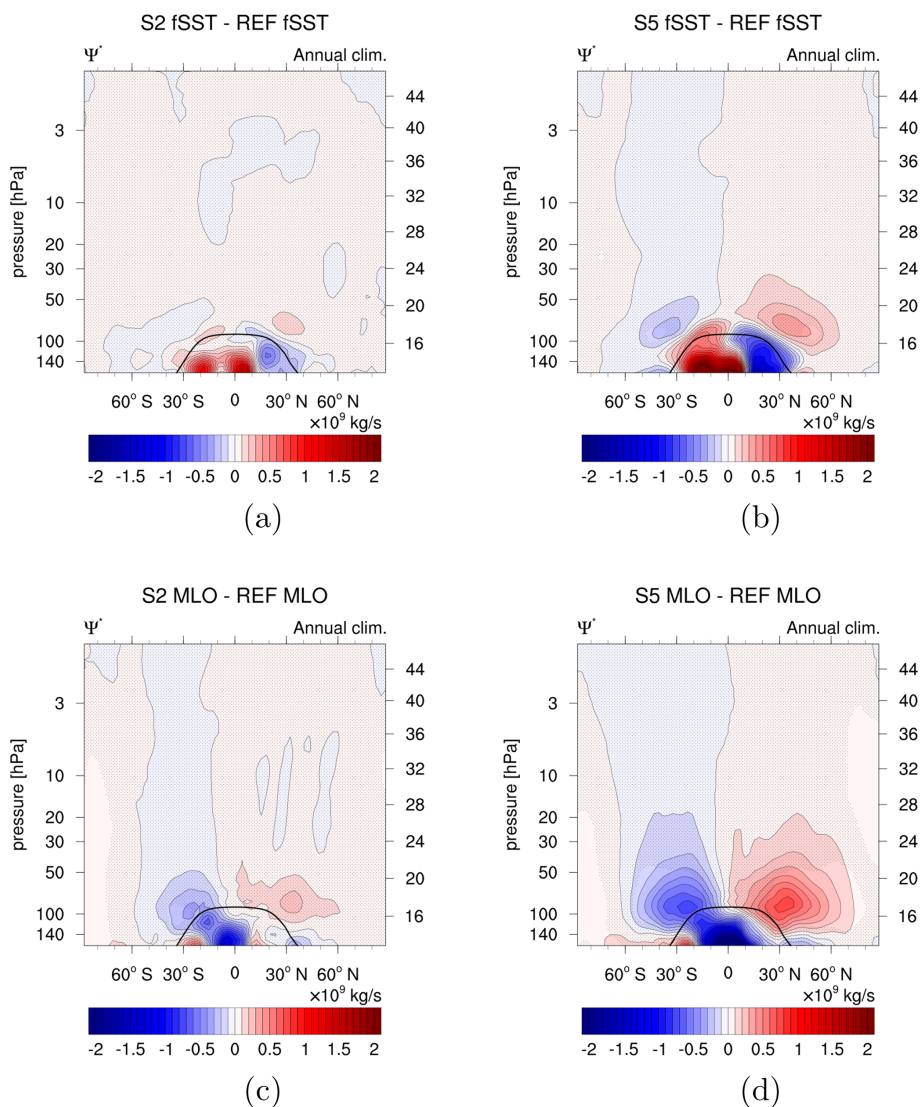 S2 fSST - REF fSST
Ψ* Annual clim.
pressure [hPa]
3
10
20
30
50
100
140
48
44
40
36
32
28
24
20
16
60° S 30° S 0 30° N 60° N
×10⁹ kg/s
-2 -1.5 -1 -0.5 0 0.5 1 1.5 2
(a)
S5 fSST - REF fSST
Ψ* Annual clim.
pressure [hPa]
3
10
20
30
50
100
140
44
40
36
32
28
24
20
16
60° S 30° S 0 30° N 60° N
×10⁹ kg/s
-2 -1.5 -1 -0.5 0 0.5 1 1.5 2
(b)
S2 MLO - REF MLO
Ψ* Annual clim.
pressure [hPa]
3
10
20
30
50
100
140
44
40
36
32
28
24
20
16
60° S 30° S 0 30° N 60° N
×10⁹ kg/s
-2 -1.5 -1 -0.5 0 0.5 1 1.5 2
(c)
S5 MLO - REF MLO
Ψ* Annual clim.
pressure [hPa]
3
10
20
30
50
100
140
44
40
36
32
28
24
20
16
60° S 30° S 0 30° N 60° N
×10⁹ kg/s
-2 -1.5 -1 -0.5 0 0.5 1 1.5 2
(d)